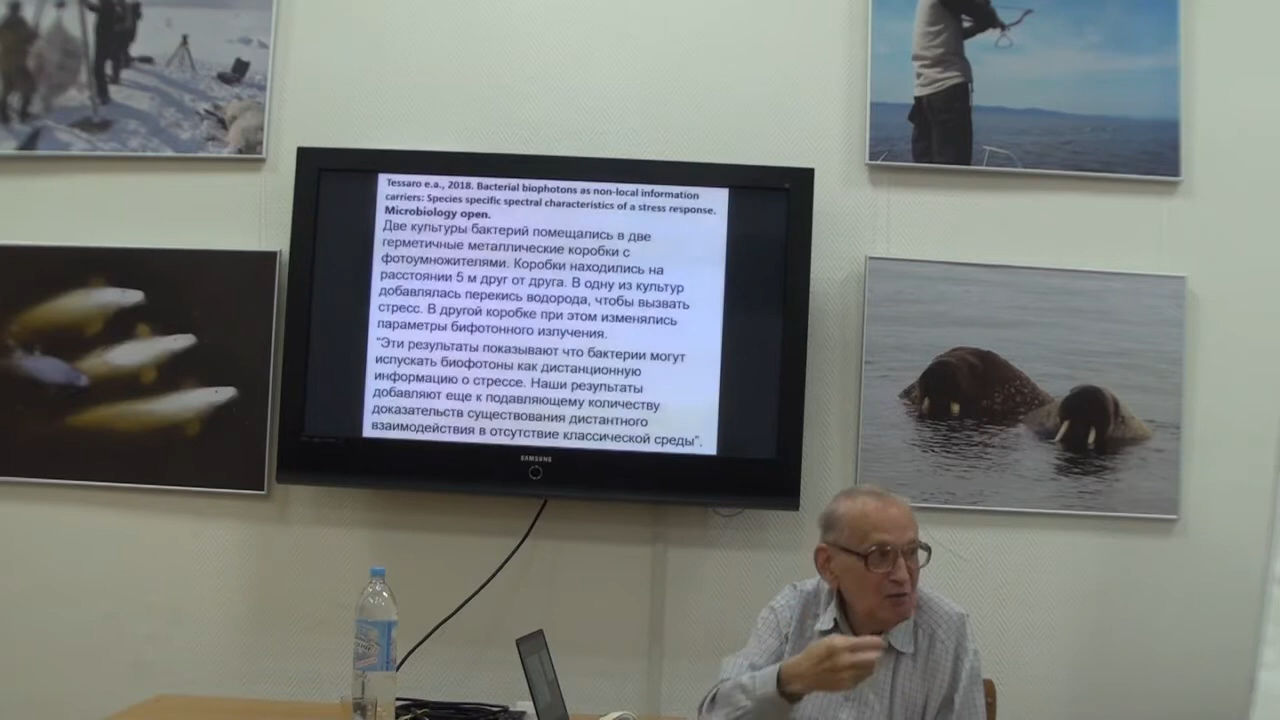 Tessaro e.a., 2018. Bacterial biophotons as non-local information
carriers: Species specific spectral characteristics of a stress response.
Microbiology open.
Две культуры бактерий помещались в две
герметичные металлические коробки с
фотоумножителями. Коробки находились на
расстоянии 5 м друг от друга. В одну из культур
добавлялась перекись водорода, чтобы вызвать
стресс. В другой коробке при этом изменялись
параметры бифотонного излучения.
"Эти результаты показывают что бактерии могут
испускать биофотоны как дистанционную
информацию о стрессе. Наши результаты
добавляют еще к подавляющему количеству
доказательств существования дистантного
взаимодействия в отсутствие классической среды".
SAMSUNG